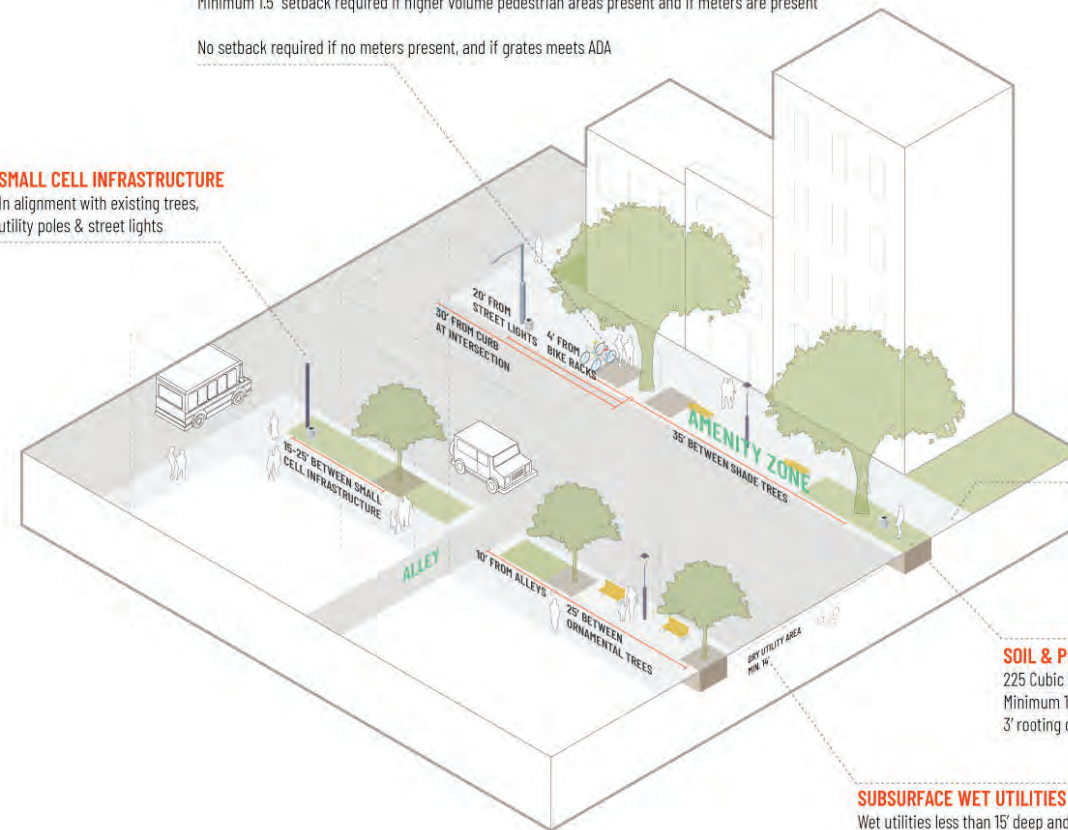 Minimum 1.5' setback required if higher volume pedestrian areas present and if meters are present
No setback required if no meters present, and if grates meets ADA
SMALL CELL INFRASTRUCTURE
In alignment with existing trees,
utility poles & street lights
20' FROM
STREET LIGHTS
30' FROM CURB
AT INTERSECTION
4' FROM
BIKE RACKS
AMENITY ZONE
35' BETWEEN SHADE TREES
15-25' BETWEEN SMALL
CELL INFRASTRUCTURE
ALLEY
10' FROM ALLEYS
25' BETWEEN
ORNAMENTAL TREES
DRY UTILITY AREA
MIN. 14'
SOIL & P
225 Cubic
Minimum 1
3' rooting
SUBSURFACE WET UTILITIES
Wet utilities less than 15' deep and